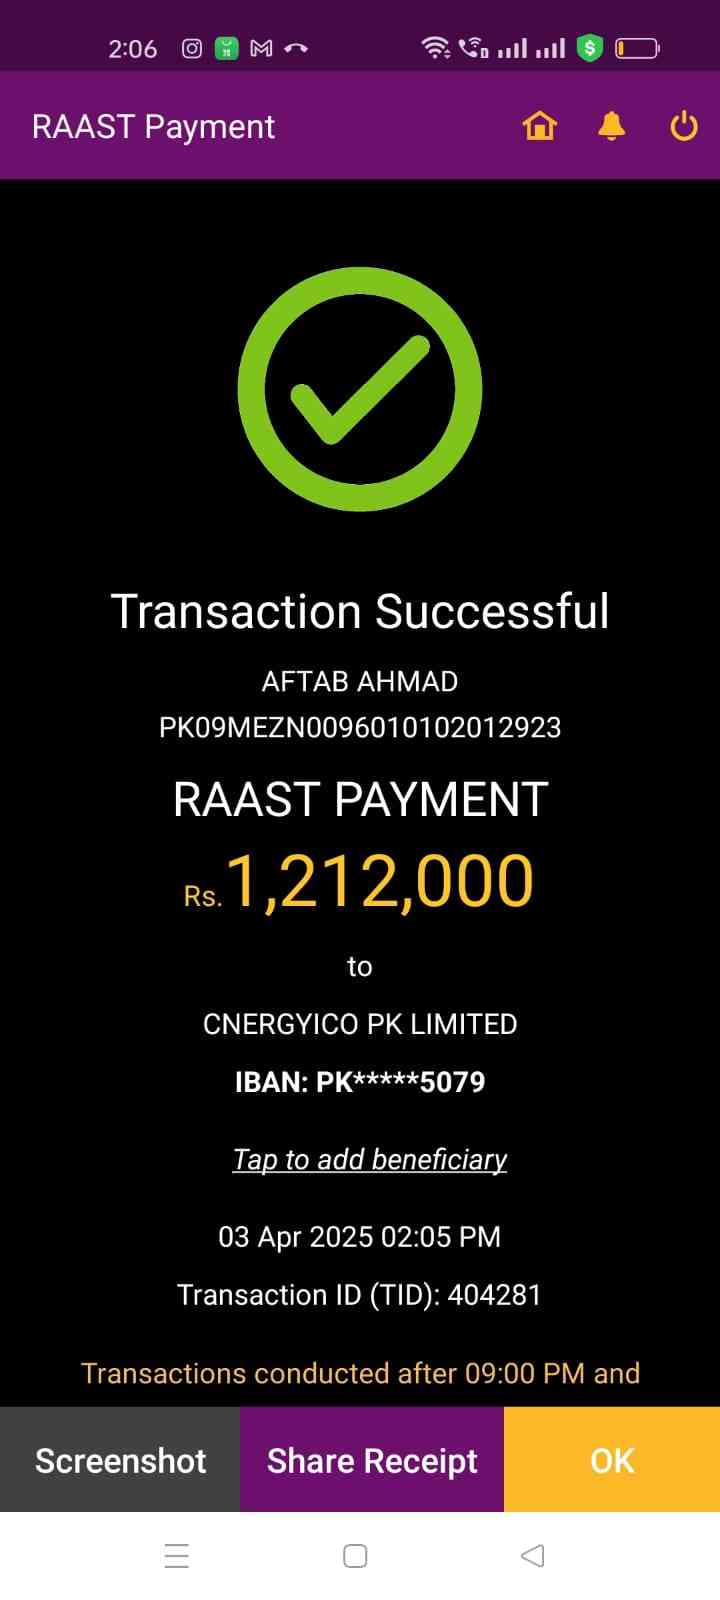 2:06
RAAST Payment
Transaction Successful
AFTAB AHMAD
PK09MEZN0096010102012923
RAAST PAYMENT
Rs. 1,212,000
to
CNERGYICO PK LIMITED
IBAN: PK*****5079
Tap to add beneficiary
03 Apr 2025 02:05 PM
Transaction ID (TID): 404281
Transactions conducted after 09:00 PM and
Screenshot Share Receipt OK